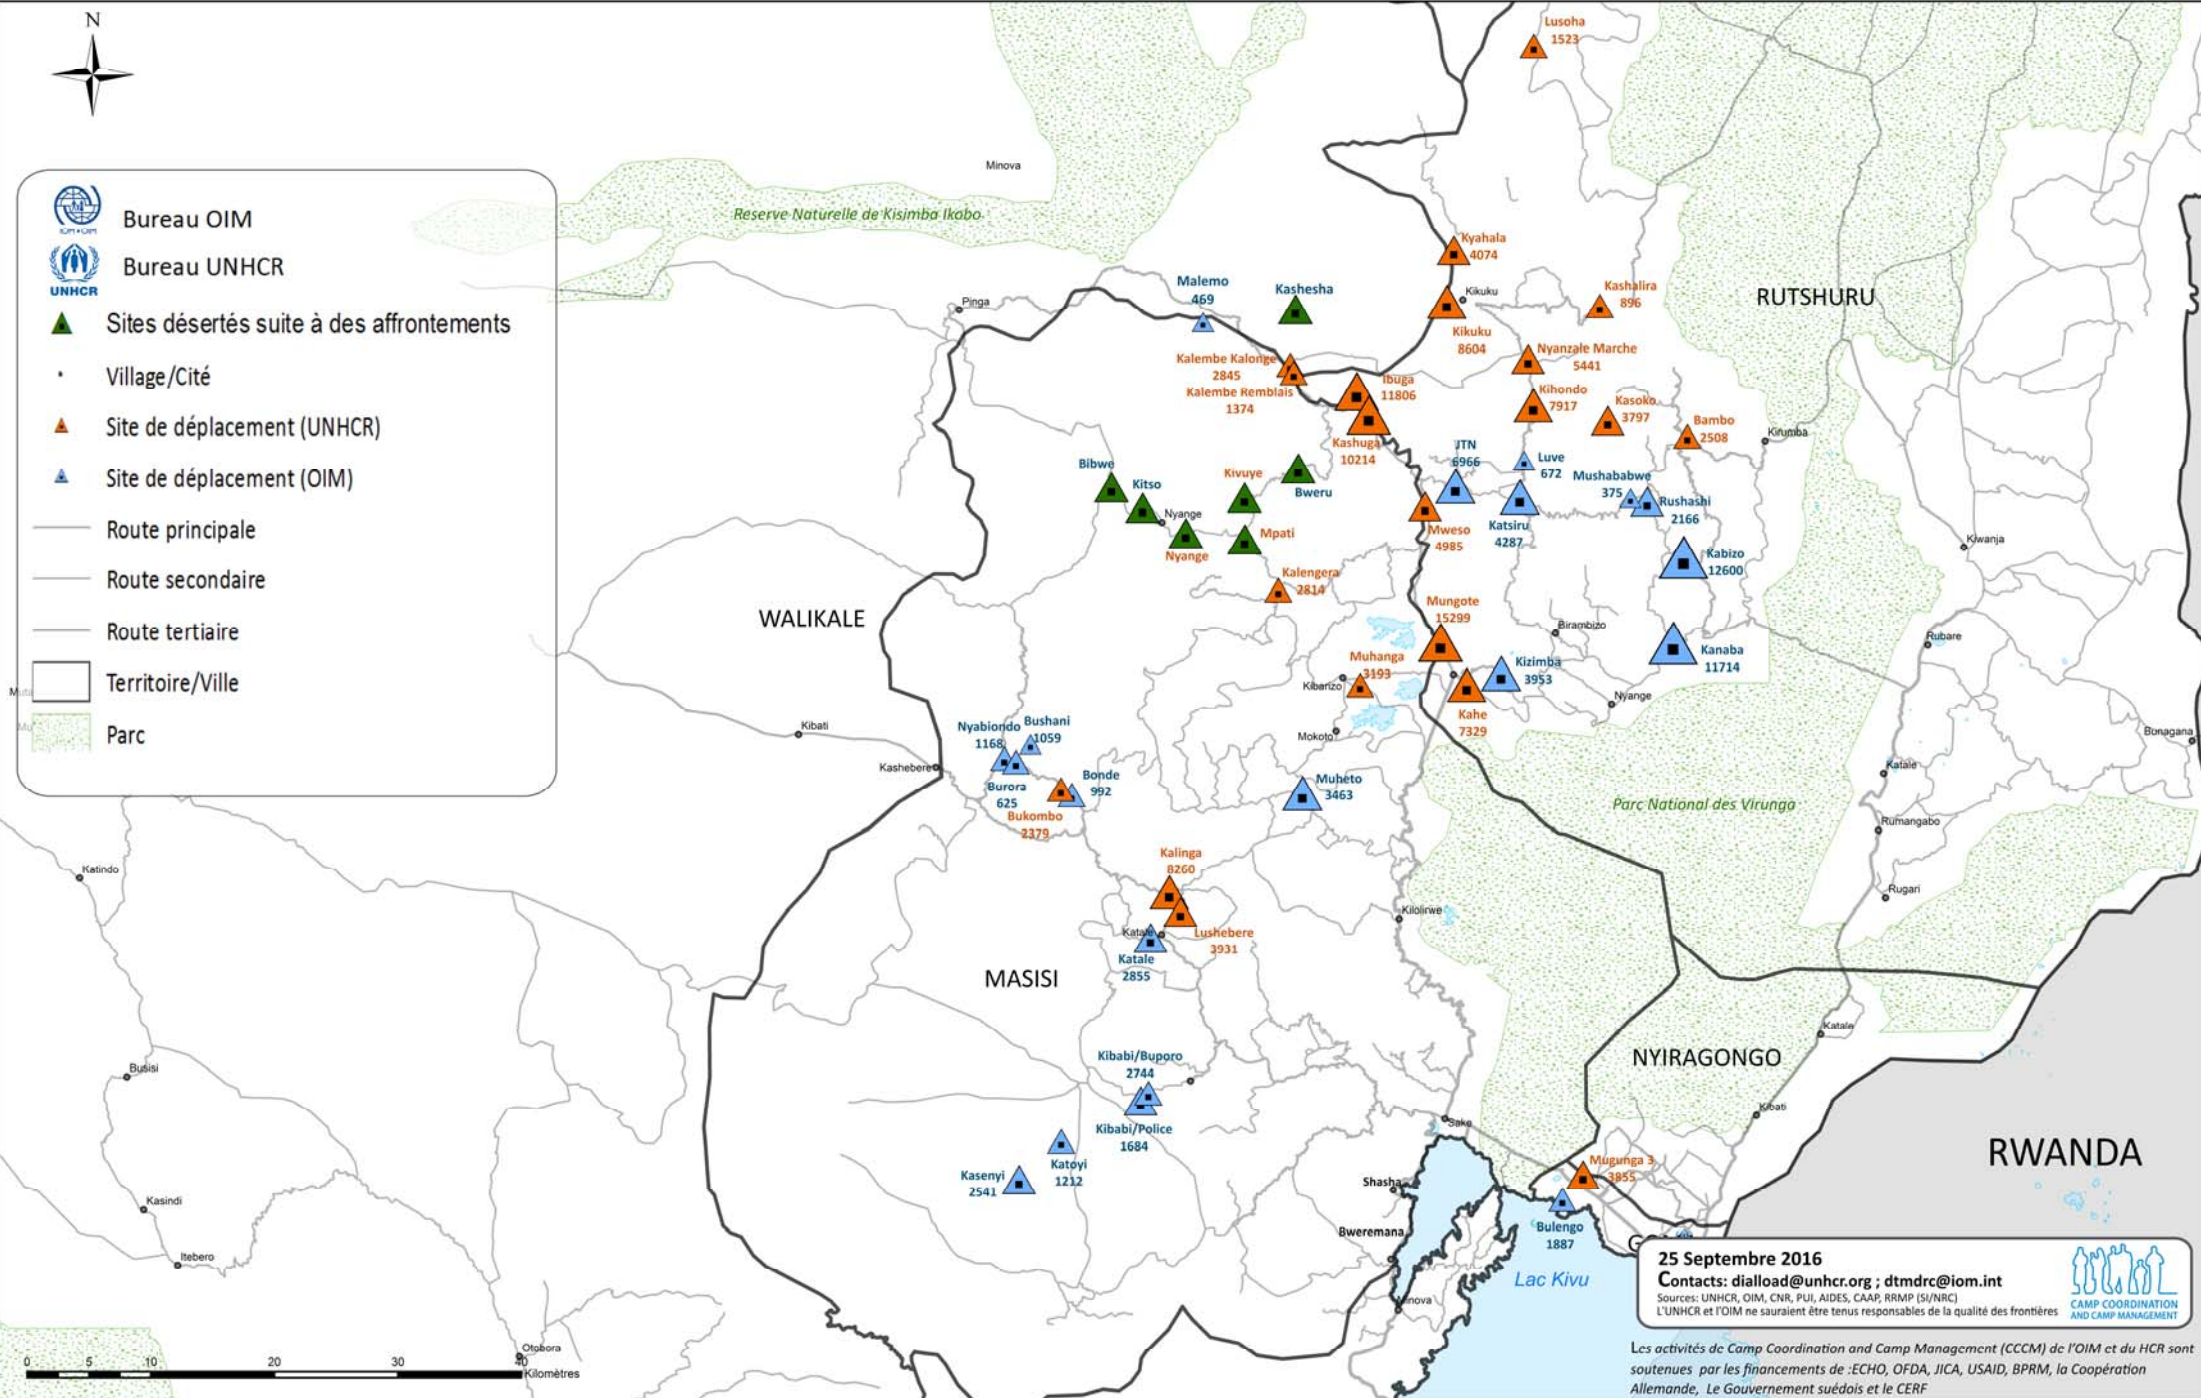 N
Lusoha
1523
Minova
Reserve Naturelle de Kisimba Ikobo
IOM • OIM
Bureau OIM
UNHCR
Bureau UNHCR
Sites désertés suite à des affrontements
Village/Cité
Site de déplacement (UNHCR)
Site de déplacement (OIM)
Route principale
Route secondaire
Route tertiaire
Territoire/Ville
Parc
Kyahala
4074
Malemo
469
Kashesha
Pinga
Kikuku
Kikuku
8604
Kashalira
896
RUTSHURU
Kalembe Kalonge
2845
Kalembe Remblais
1374
Ibuga
11806
Nyanzale Marche
5441
Kihondo
7917
Kasoko
3797
Bambo
2508
Kirumba
Kashuga
10214
JTN
6966
Luve
672
Mushababwe
375
Rushashi
2166
Bibwe
Kitso
Nyange
Nyange
Kivuye
Bweru
Mpati
Mweso
4985
Katsiru
4287
Kabizo
12600
Kiwanja
Kalengera
2814
WALIKALE
Mungote
15299
Birambizo
Rubare
Kanaba
11714
Muhanga
3193
Kibarizo
Kizimba
3953
Kahe
7329
Nyange
Mokoto
Kibati
Kashebere
Nyabiondo
1168
Bushani
1059
Burora
625
Bonde
992
Bukombo
2379
Muheto
3463
Bunagana
Katale
Parc National des Virunga
Rumangabo
Katindo
Kalinga
8260
Rugari
Kilolirwe
Katale
Lushebere
3931
Katale
2855
MASISI
Katale
NYIRAGONGO
Kibabi/Buporo
2744
Busisi
Kibabi/Police
1684
Kibati
Sake
RWANDA
Katoyi
1212
Kasenyi
2541
Mugunga 3
3855
Shasha
Kasindi
Bulengo
1887
Bweremana
Itebero
Lac Kivu
Minova
25 Septembre 2016
Contacts: dialload@unhcr.org ; dtmdrc@iom.int
Sources: UNHCR, OIM, CNR, PUI, AIDES, CAAP, RRMP (SI/NRC)
L'UNHCR et l'OIM ne sauraient être tenus responsables de la qualité des frontières
CAMP COORDINATION
AND CAMP MANAGEMENT
Les activités de Camp Coordination and Camp Management (CCCM) de l'OIM et du HCR sont
soutenues par les financements de :ECHO, OFDA, JICA, USAID, BPRM, la Coopération
Allemande, Le Gouvernement suédois et le CERF
Otobora
0 5 10 20 30 40
Kilomètres